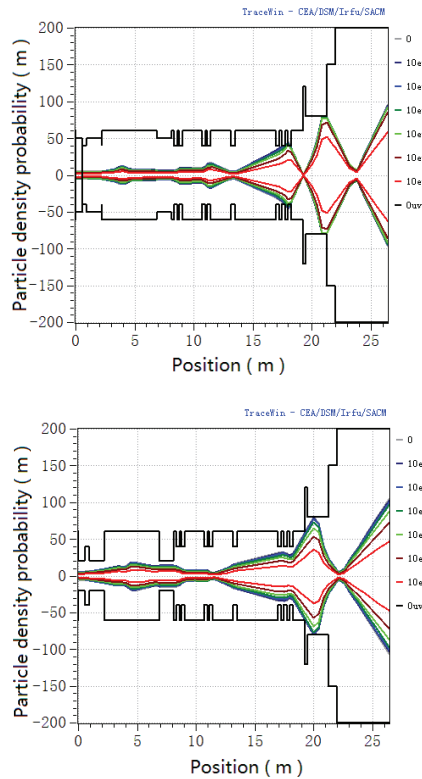 TraceWin - CEA/DSM/Irfu/SACM
Particle density probability ( m )
200
150
100
50
0
-50
-100
-150
-200
0 5 10 15 20 25
Position ( m )
0
10e
10e
10e
10e
10e
10e
Ouv
TraceWin - CEA/DSM/Irfu/SACM
Particle density probability ( m )
200
150
100
50
0
-50
-100
-150
-200
0 5 10 15 20 25
Position ( m )
0
10e
10e
10e
10e
10e
10e
Ouv